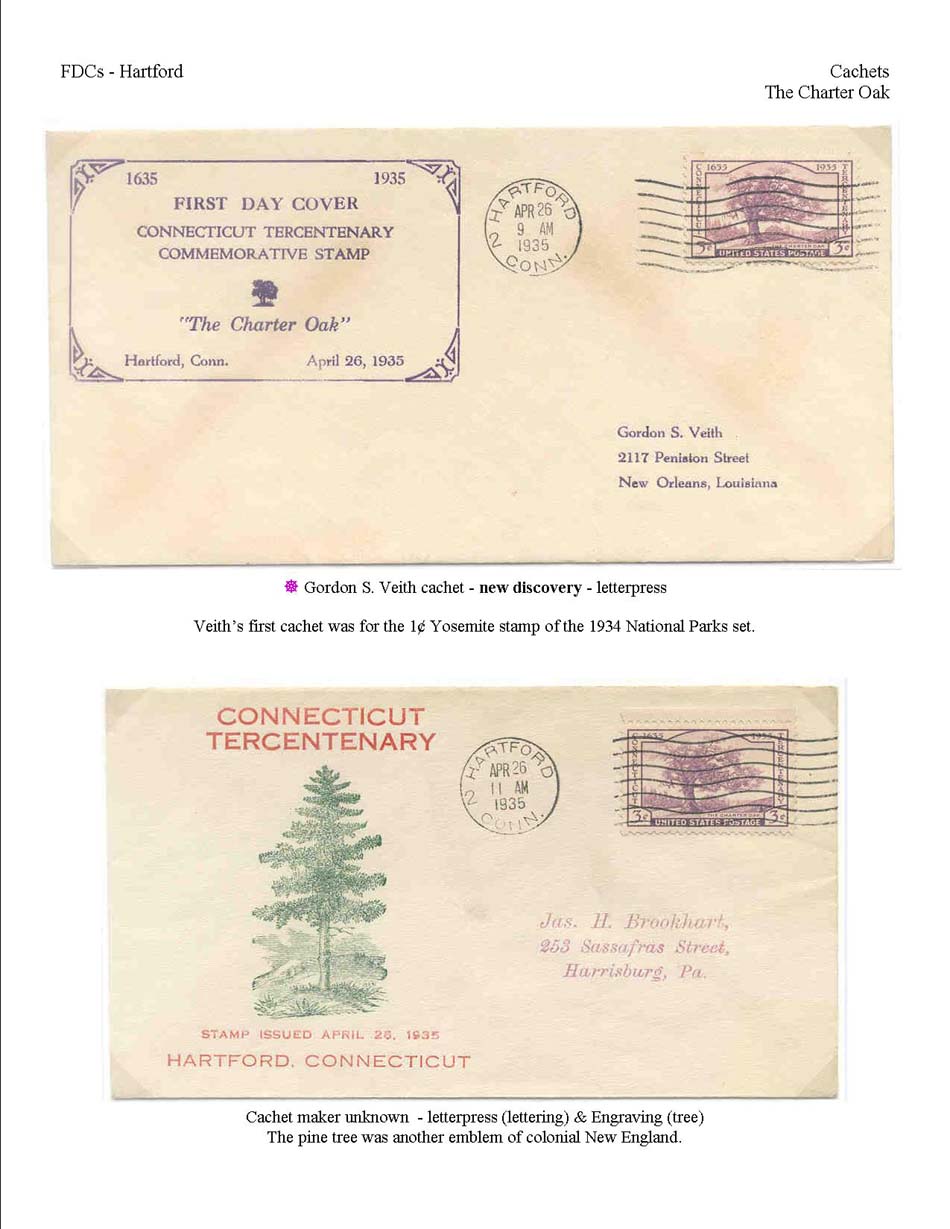 FDCs - Hartford
Cachets
The Charter Oak
1635 1935
FIRST DAY COVER
CONNECTICUT TERCENTENARY
COMMEMORATIVE STAMP
"The Charter Oak"
Hartford, Conn. April 26, 1935
HARTFORD
APR 26
9 AM
1935
2 CONN.
1635 1935
CONNECTICUT
TERCENTENARY
THE CHARTER OAK
3¢ UNITED STATES POSTAGE 3¢
Gordon S. Veith
2117 Peniston Street
New Orleans, Louisiana
Gordon S. Veith cachet - new discovery - letterpress
Veith's first cachet was for the 1¢ Yosemite stamp of the 1934 National Parks set.
CONNECTICUT
TERCENTENARY
HARTFORD
APR 26
11 AM
1935
2 CONN.
1635 1935
CONNECTICUT
TERCENTENARY
THE CHARTER OAK
3¢ UNITED STATES POSTAGE 3¢
Jas. H. Brookhart,
253 Sassafras Street,
Harrisburg, Pa.
STAMP ISSUED APRIL 26, 1935
HARTFORD, CONNECTICUT
Cachet maker unknown - letterpress (lettering) & Engraving (tree)
The pine tree was another emblem of colonial New England.